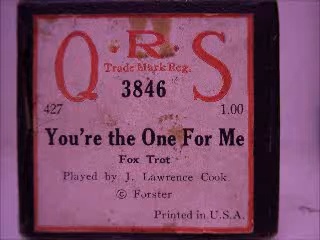 Q·R·S
Trade Mark Reg.
3846
427 1.00
You're the One For Me
Fox Trot
Played by J. Lawrence Cook
© Forster
Printed in U.S.A.